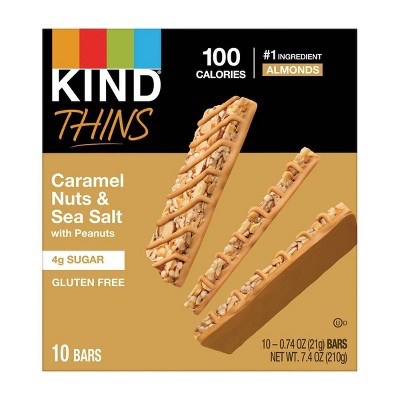 KIND
THINS
100
CALORIES
#1 INGREDIENT
ALMONDS
Caramel
Nuts &
Sea Salt
with Peanuts
4g SUGAR
GLUTEN FREE
10 BARS
U D
10 – 0.74 OZ (21g) BARS
NET WT. 7.4 OZ (210g)